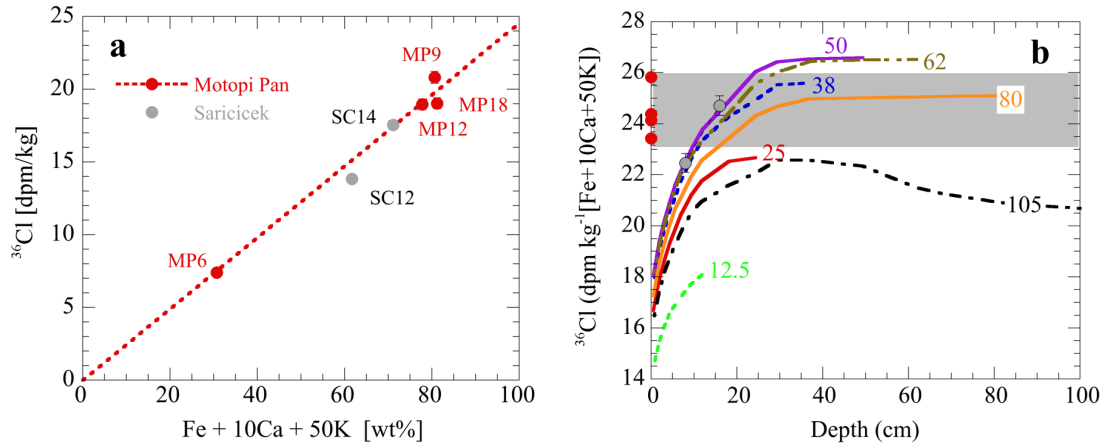 a
25
20
15
10
5
0
³⁶Cl [dpm/kg]
Motopi Pan
Saricicek
MP9
MP18
MP12
SC14
SC12
MP6
0 20 40 60 80 100
Fe + 10Ca + 50K [wt%]
b
28
26
24
22
20
18
16
14
³⁶Cl (dpm kg⁻¹[Fe+10Ca+50K]
50
62
38
80
25
105
12.5
0 20 40 60 80 100
Depth (cm)